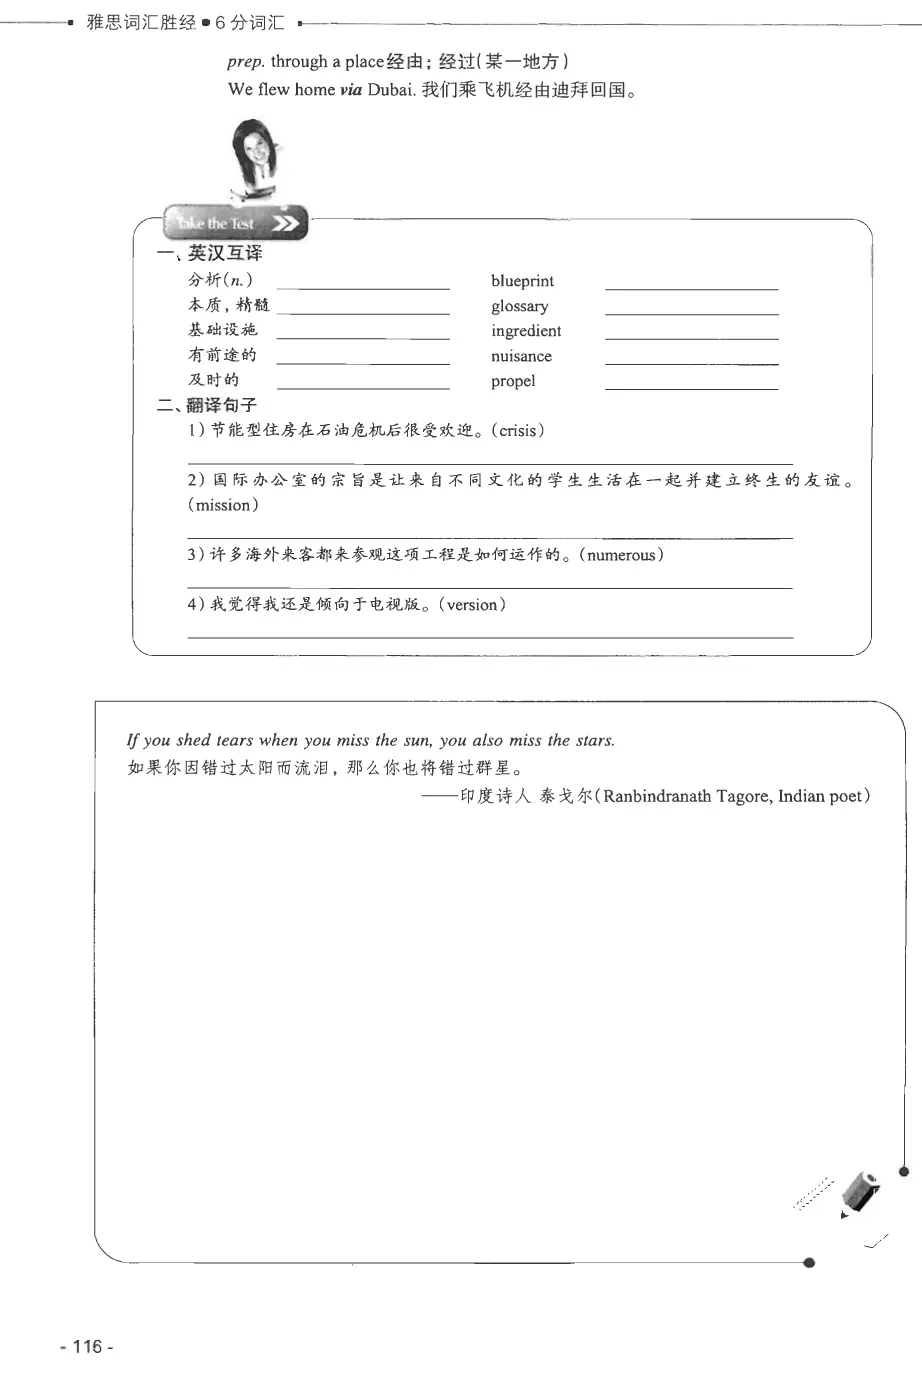 雅思词汇胜经●6分词汇
prep. through a place经由；经过(某一地方)
We flew home via Dubai. 我们乘飞机经由迪拜回国。
Take the Test
一、英汉互译
分析(n.) blueprint
本质，精髓 glossary
基础设施 ingredient
有前途的 nuisance
及时的 propel
二、翻译句子
1)节能型住房在石油危机后很受欢迎。(crisis)
2)国际办公室的宗旨是让来自不同文化的学生生活在一起并建立终生的友谊。
(mission)
3)许多海外来客都来参观这项工程是如何运作的。(numerous)
4)我觉得我还是倾向于电视版。(version)
If you shed tears when you miss the sun, you also miss the stars.
如果你因错过太阳而流泪，那么你也将错过群星。
——印度诗人 泰戈尔(Ranbindranath Tagore, Indian poet)
- 116 -